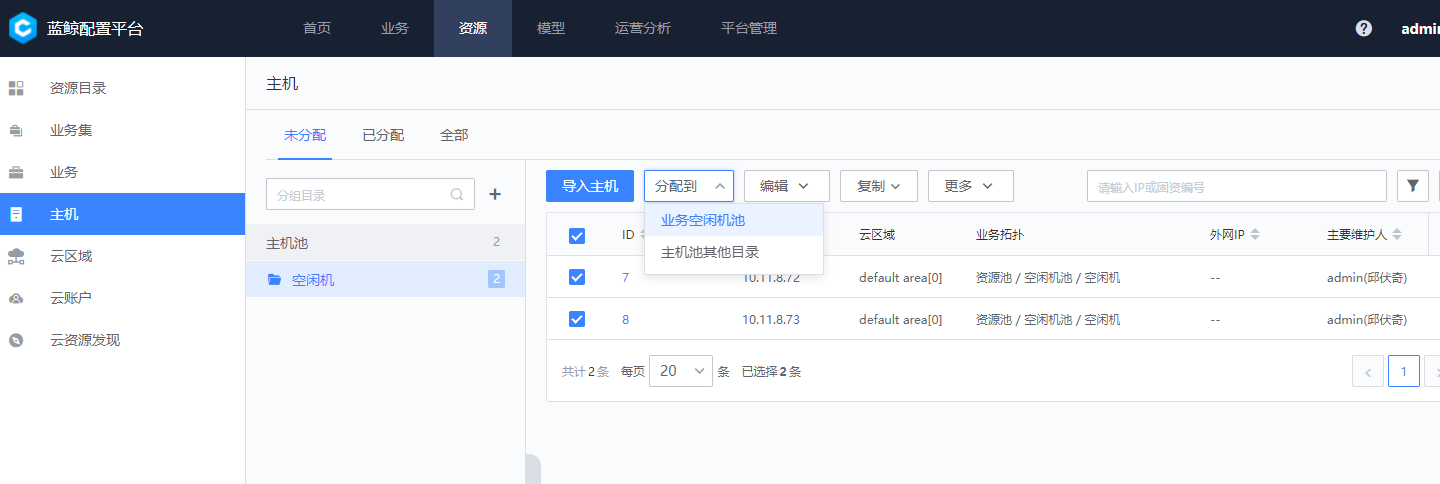 蓝鲸配置平台 首页 业务 资源 模型 运营分析 平台管理 ? admin
资源目录
业务集
业务
主机
云区域
云账户
云资源发现
主机
未分配 已分配 全部
分组目录
主机池 2
空闲机 2
导入主机 分配到 编辑 复制 更多 请输入IP或固资编号
业务空闲机池
主机池其他目录
ID 云区域 业务拓扑 外网IP 主要维护人
7 10.11.8.72 default area[0] 资源池 / 空闲机池 / 空闲机 -- admin(邱伏奇)
8 10.11.8.73 default area[0] 资源池 / 空闲机池 / 空闲机 -- admin(邱伏奇)
共计2条 每页 20 条 已选择2条 1